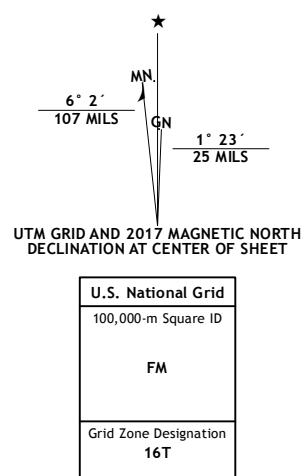 ★
MN.
GN
6° 2´
107 MILS
1° 23´
25 MILS
UTM GRID AND 2017 MAGNETIC NORTH
DECLINATION AT CENTER OF SHEET
U.S. National Grid
100,000-m Square ID
FM
Grid Zone Designation
16T